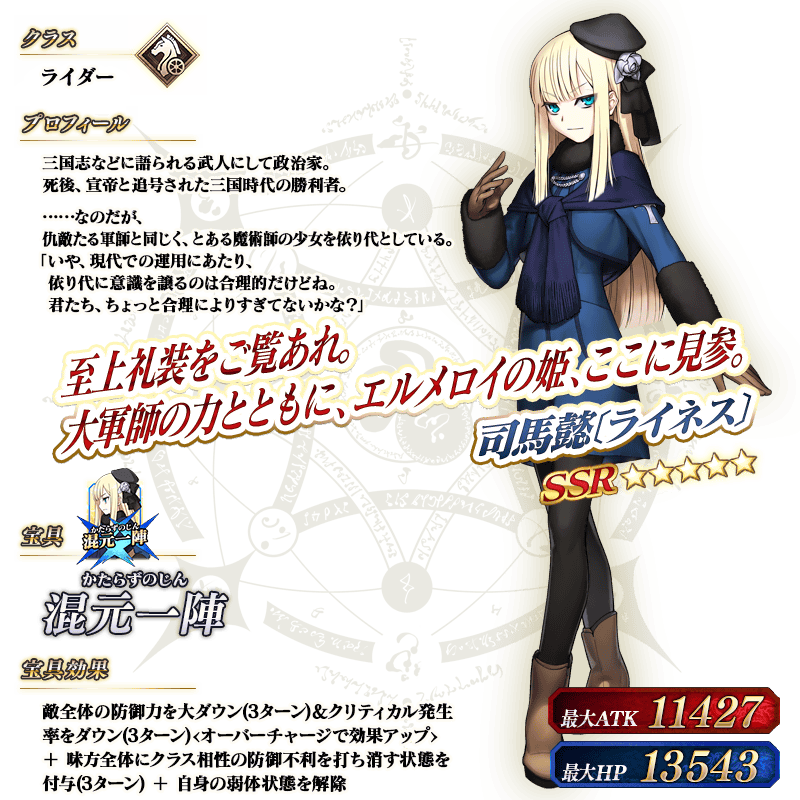 クラス
ライダー
プロフィール
三国志などに語られる武人にして政治家。
死後、宣帝と追号された三国時代の勝利者。
……なのだが、
仇敵たる軍師と同じく、とある魔術師の少女を依り代としている。
「いや、現代での運用にあたり、
依り代に意識を譲るのは合理的だけどね。
君たち、ちょっと合理によりすぎてないかな？」
至上礼装をご覧あれ。
大軍師の力とともに、エルメロイの姫、ここに見参。
司馬懿〔ライネス〕
SSR ★★★★★
宝具
かたらずのじん
混元一陣
かたらずのじん
混元一陣
宝具効果
敵全体の防御力を大ダウン(3ターン)＆クリティカル発生
率をダウン(3ターン)<オーバーチャージで効果アップ>
＋ 味方全体にクラス相性の防御不利を打ち消す状態を
付与(3ターン) ＋ 自身の弱体状態を解除
最大ATK 11427
最大HP 13543